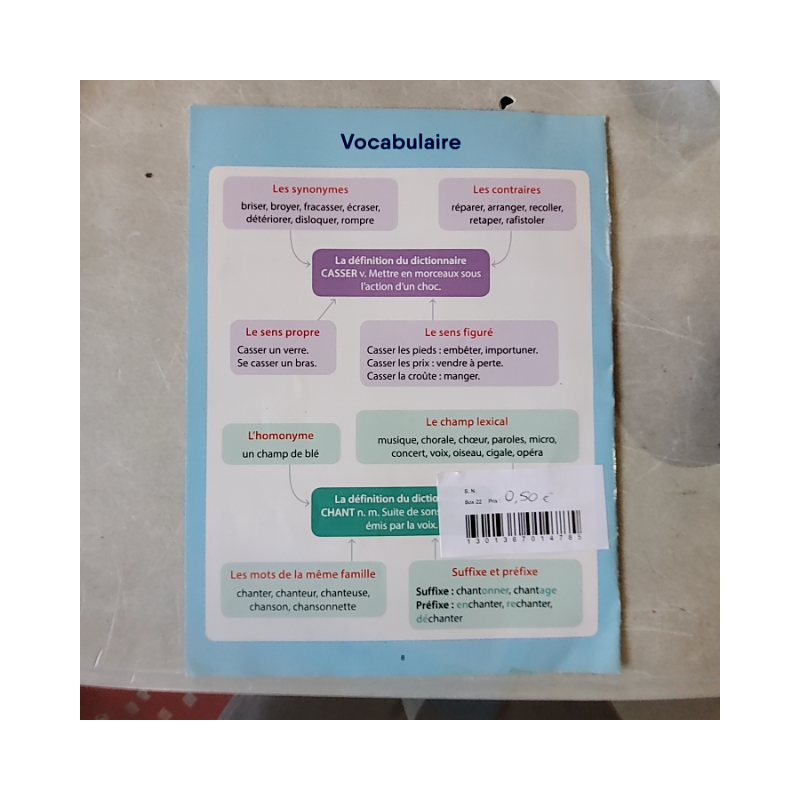 Vocabulaire
Les synonymes
briser, broyer, fracasser, écraser,
détériorer, disloquer, rompre
Les contraires
réparer, arranger, recoller,
retaper, rafistoler
La définition du dictionnaire
CASSER v. Mettre en morceaux sous
l'action d'un choc.
Le sens propre
Casser un verre.
Se casser un bras.
Le sens figuré
Casser les pieds : embêter, importuner.
Casser les prix : vendre à perte.
Casser la croûte : manger.
L'homonyme
un champ de blé
Le champ lexical
musique, chorale, chœur, paroles, micro,
concert, voix, oiseau, cigale, opéra
La définition du dictio
CHANT n. m. Suite de sons
émis par la voix.
S. N.
Box 22 Prix : 0,50 €
1301367014785
Les mots de la même famille
chanter, chanteur, chanteuse,
chanson, chansonnette
Suffixe et préfixe
Suffixe : chantonner, chantage
Préfixe : enchanter, rechanter,
déchanter
8